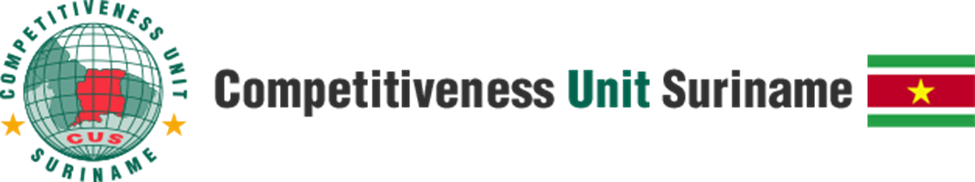 COMPETITIVENESS UNIT
CUS
SURINAME
Competitiveness Unit Suriname